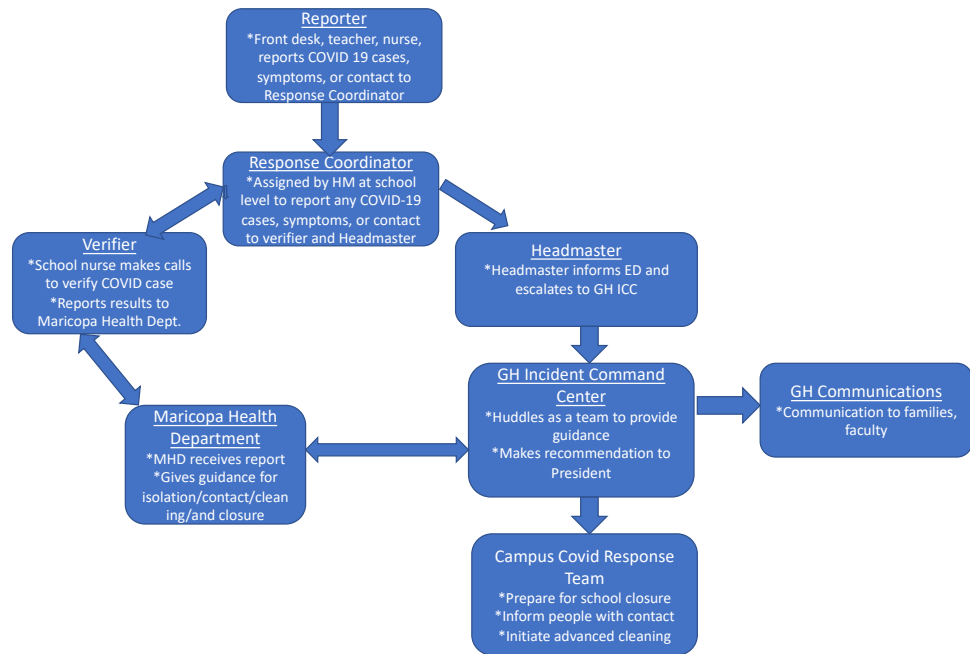 Reporter
*Front desk, teacher, nurse,
reports COVID 19 cases,
symptoms, or contact to
Response Coordinator
Response Coordinator
*Assigned by HM at school
level to report any COVID-19
cases, symptoms, or contact
to verifier and Headmaster
Verifier
*School nurse makes calls
to verify COVID case
*Reports results to
Maricopa Health Dept.
Headmaster
*Headmaster informs ED and
escalates to GH ICC
Maricopa Health
Department
*MHD receives report
*Gives guidance for
isolation/contact/clean
ing/and closure
GH Incident Command
Center
*Huddles as a team to provide
guidance
*Makes recommendation to
President
GH Communications
*Communication to families,
faculty
Campus Covid Response
Team
*Prepare for school closure
*Inform people with contact
*Initiate advanced cleaning